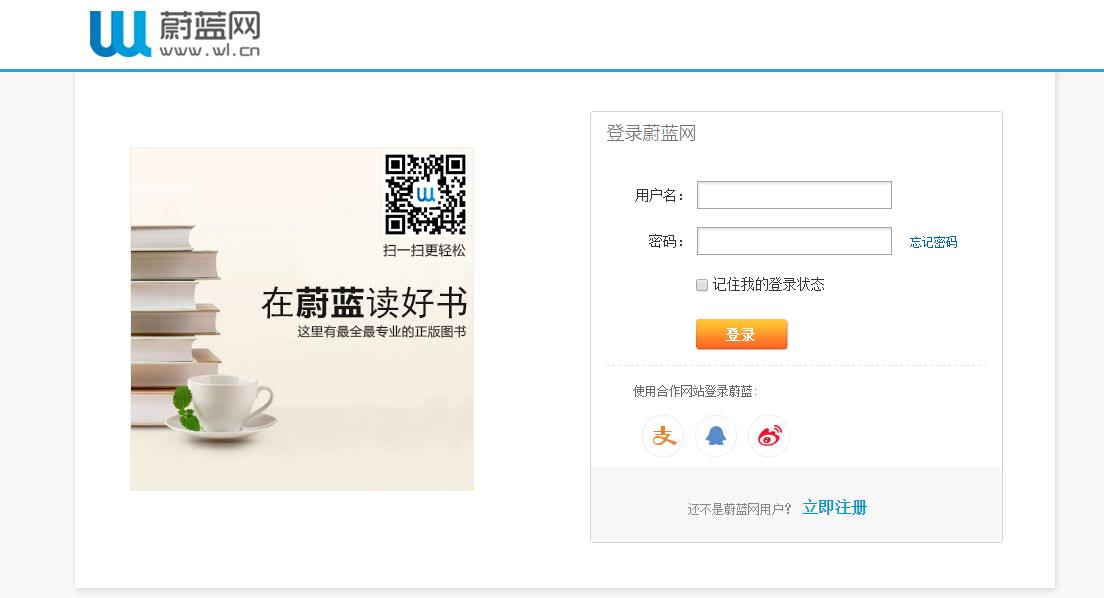 蔚蓝网
www.wl.cn
扫一扫更轻松
在蔚蓝读好书
这里有最全最专业的正版图书
登录蔚蓝网
用户名：
密码：
忘记密码
记住我的登录状态
登录
使用合作网站登录蔚蓝：
支
还不是蔚蓝网用户？ 立即注册